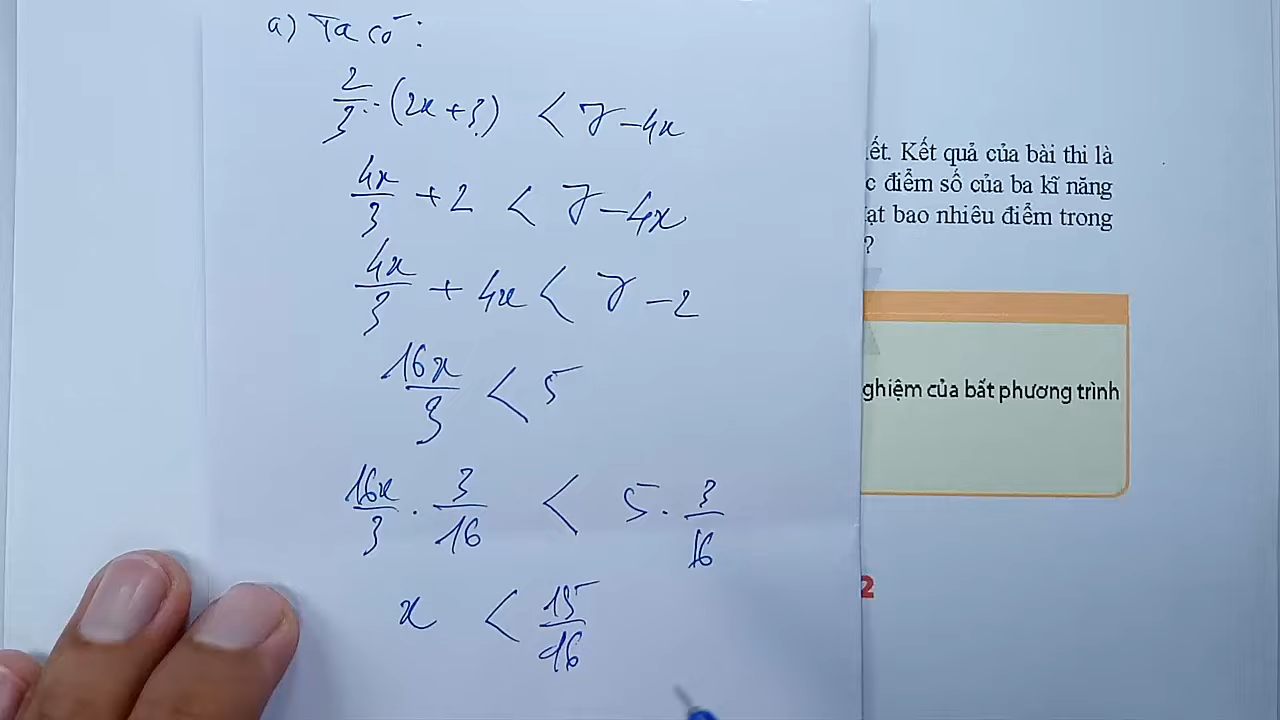 a) Ta có:
2/3 . (2x + 3) < 7 - 4x
4x/3 + 2 < 7 - 4x
4x/3 + 4x < 7 - 2
16x/3 < 5
16x/3 . 3/16 < 5 . 3/16
x < 15/16
ết. Kết quả của bài thi là
c điểm số của ba kĩ năng
ạt bao nhiêu điểm trong
?
ghiệm của bất phương trình
2